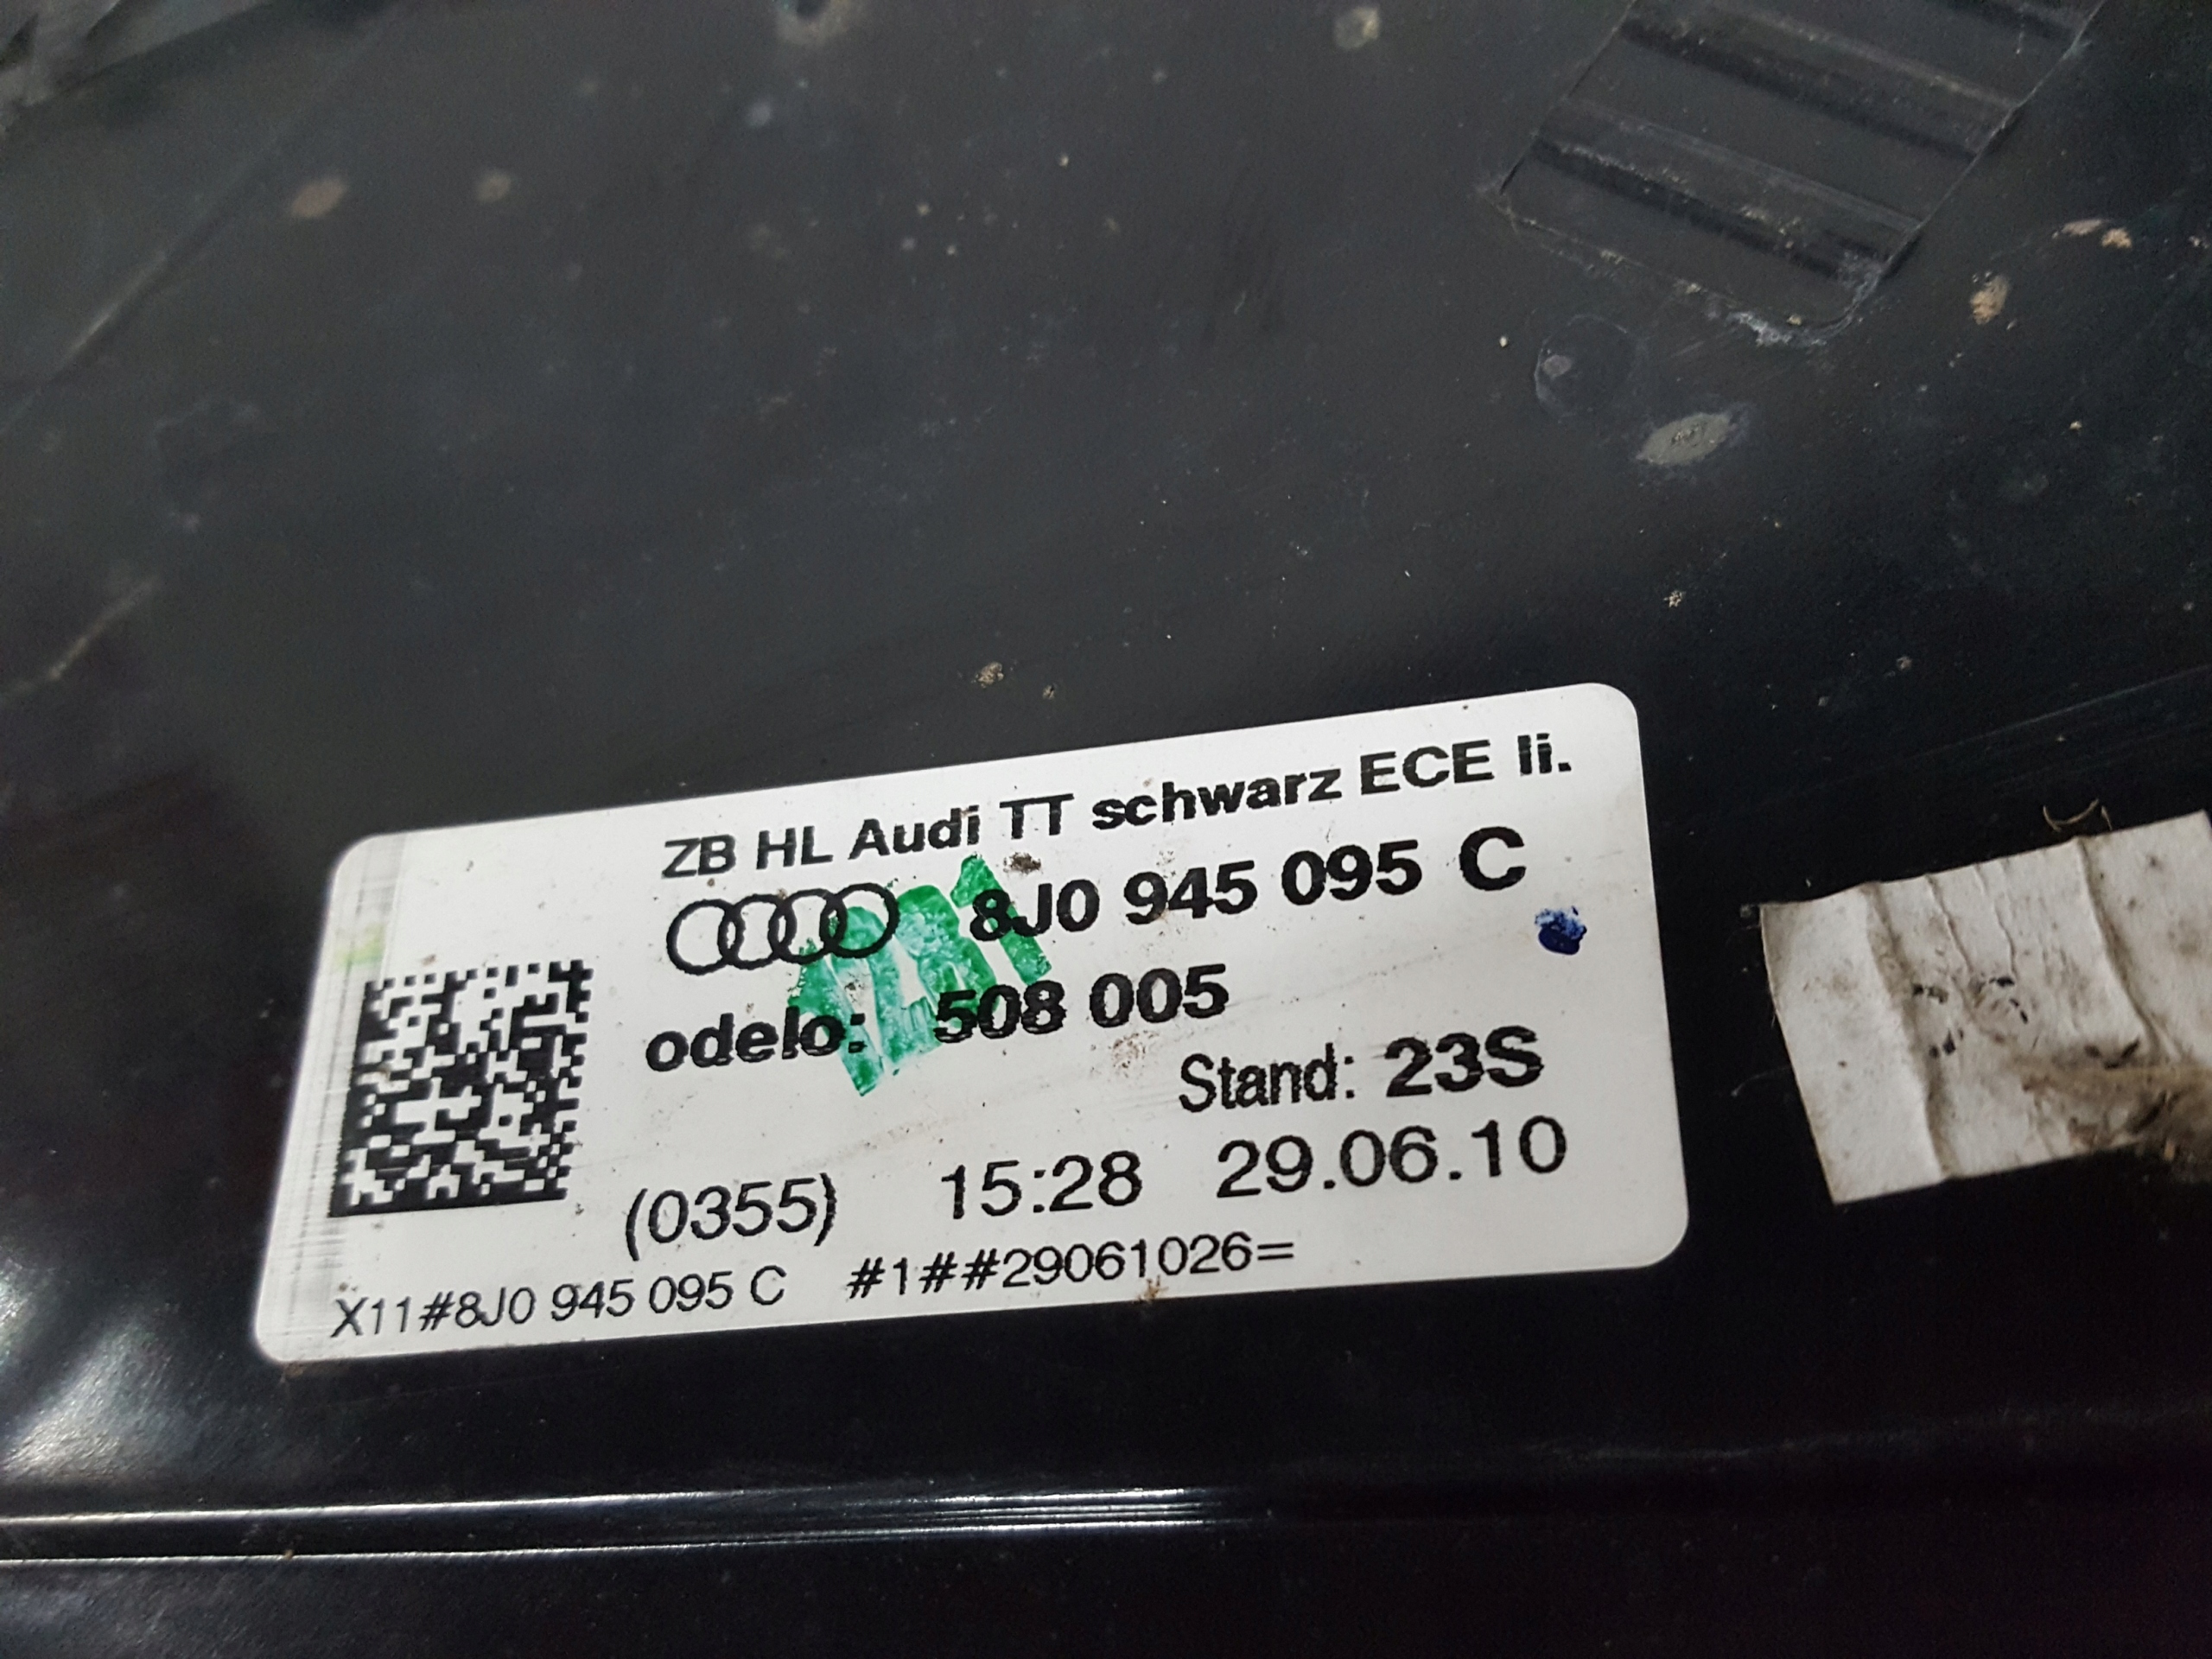 ZB HL Audi TT schwarz ECE li.
8J0 945 095 C
odelo: 508 005
Stand: 23S
(0355) 15:28 29.06.10
X11#8J0 945 095 C #1##29061026=